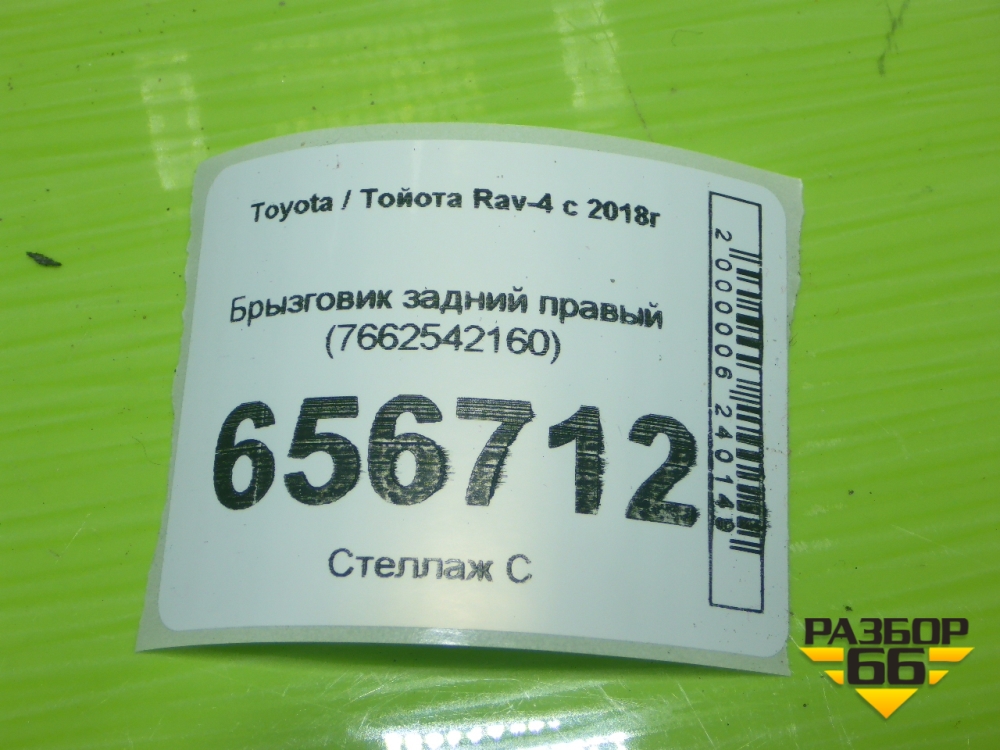 Toyota / Тойота Rav-4 с 2018г
Брызговик задний правый
(7662542160)
656712
Стеллаж С
2000006240149
РАЗБОР
66